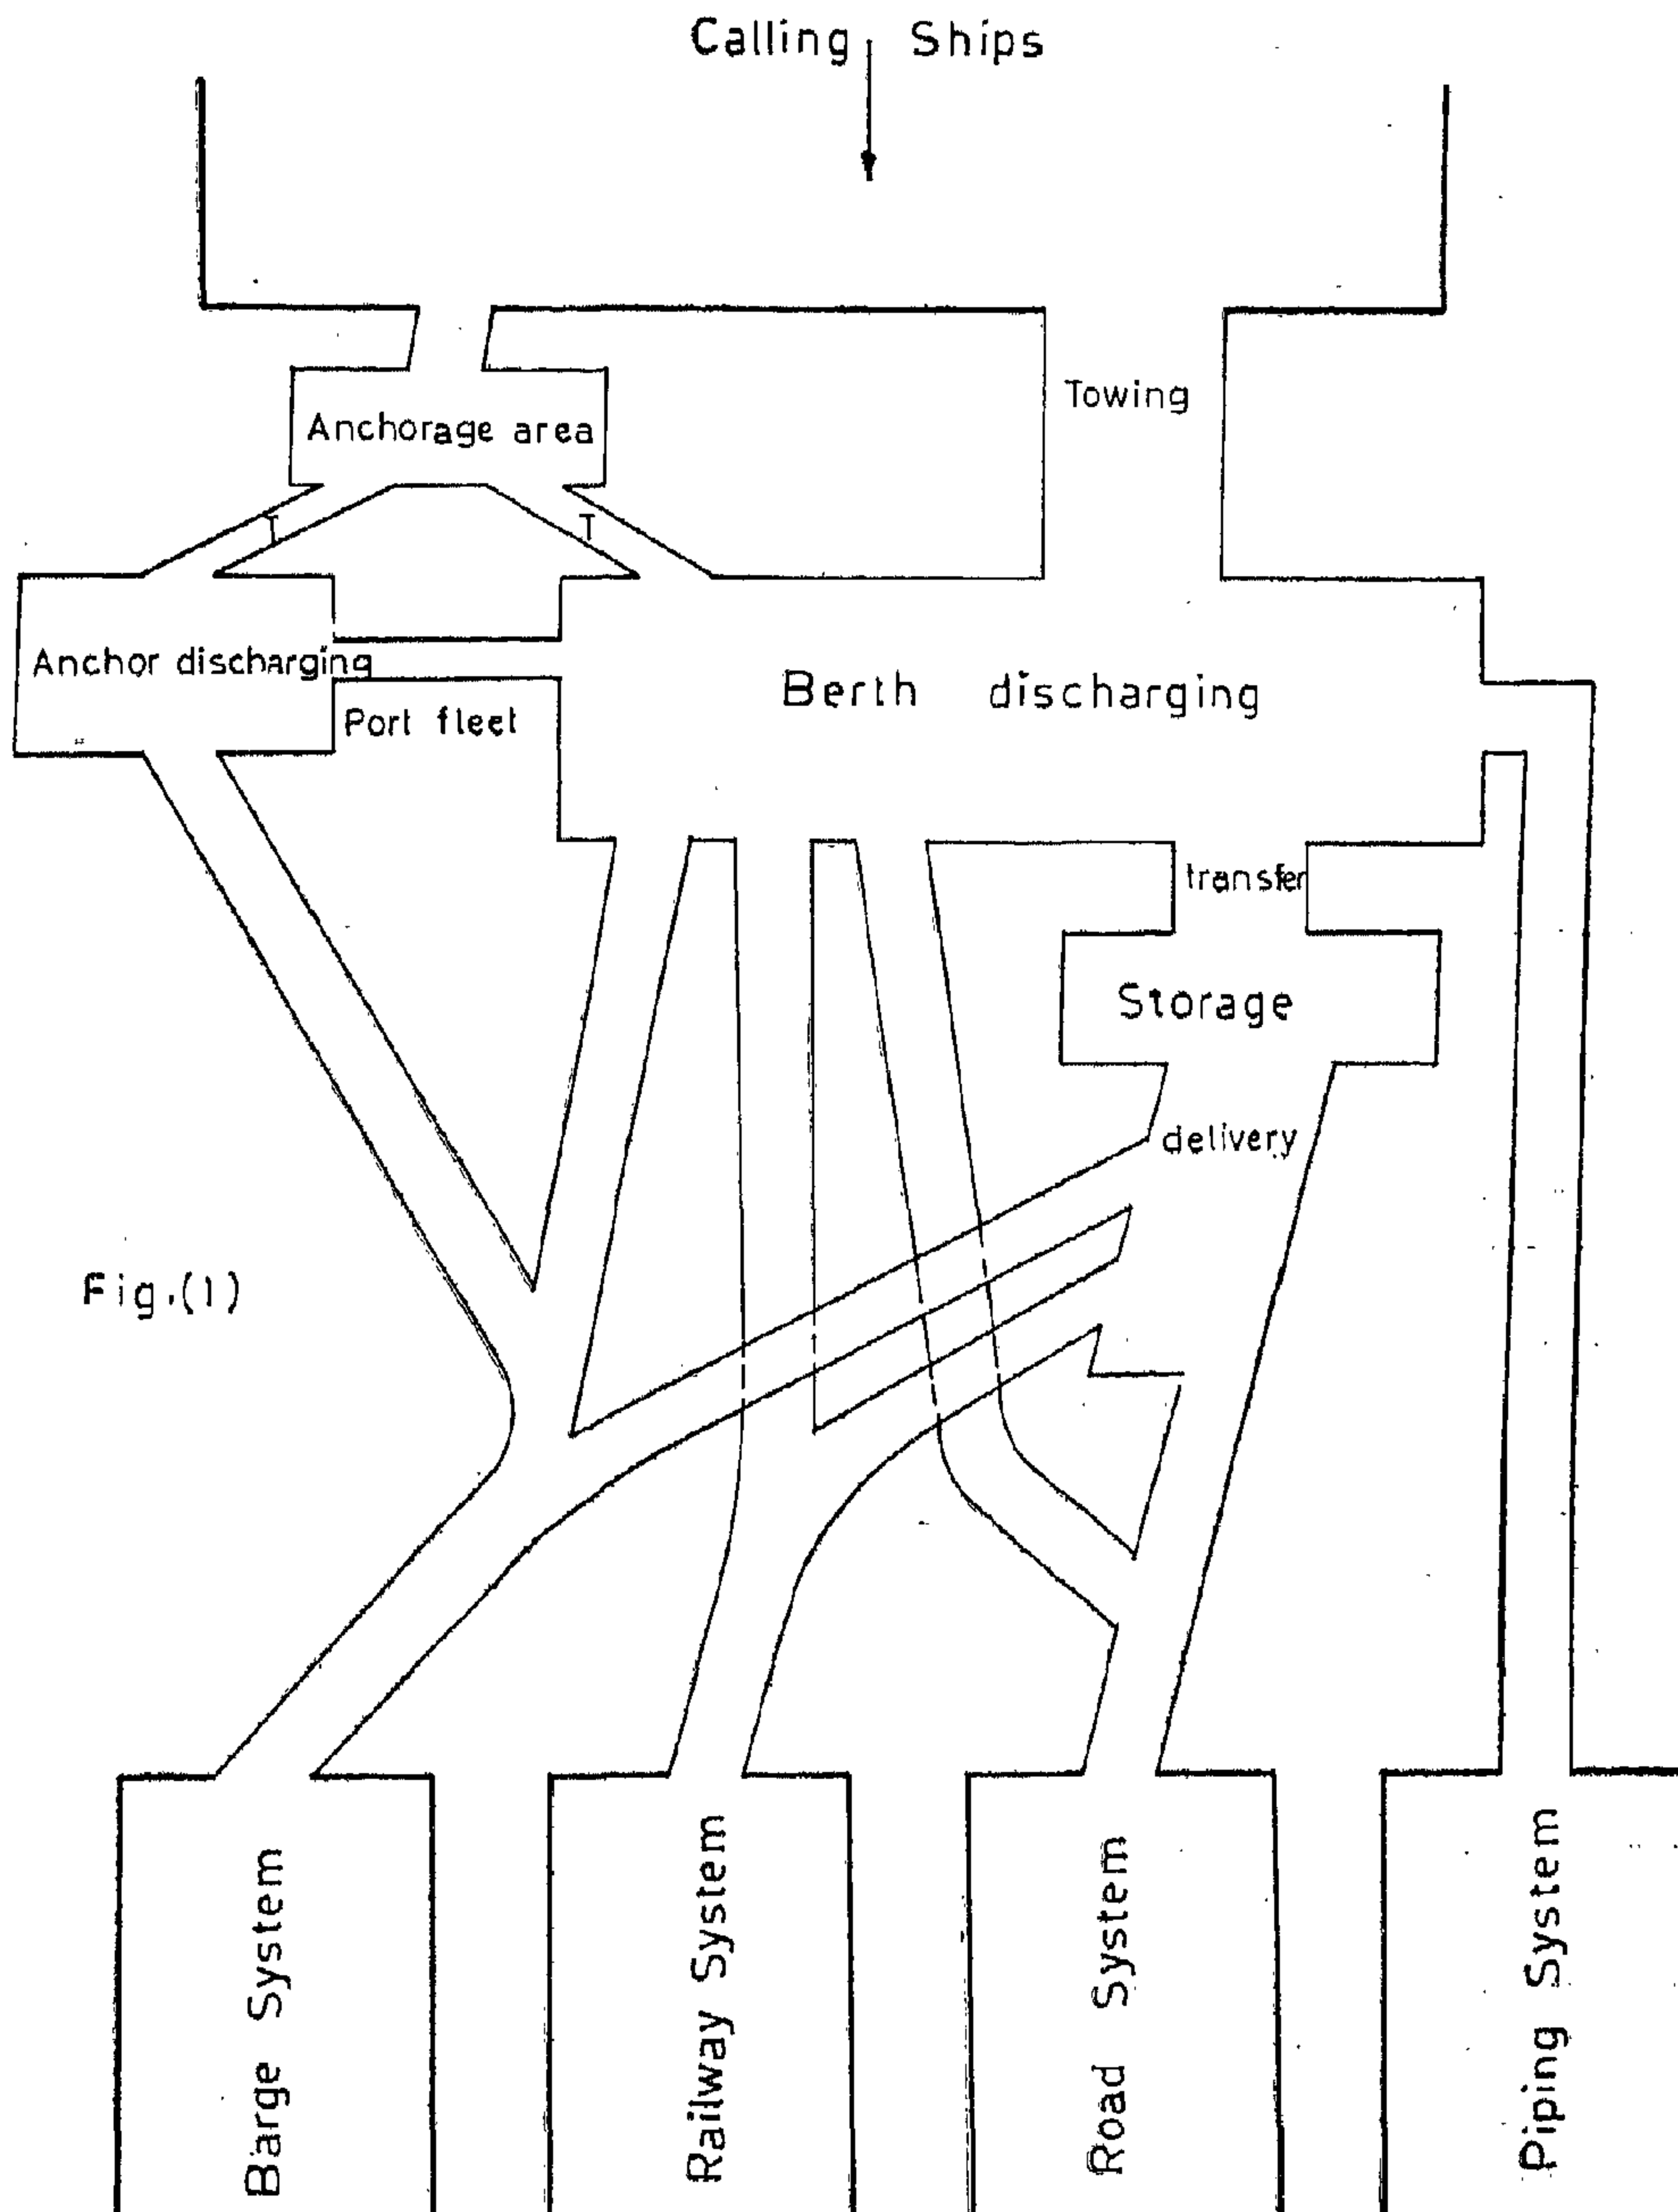 Calling Ships
Towing
Anchorage area
T
T
Anchor discharging
Berth discharging
Port fleet
transfer
Storage
delivery
Fig.(1)
Barge System
Railway System
Road System
Piping System